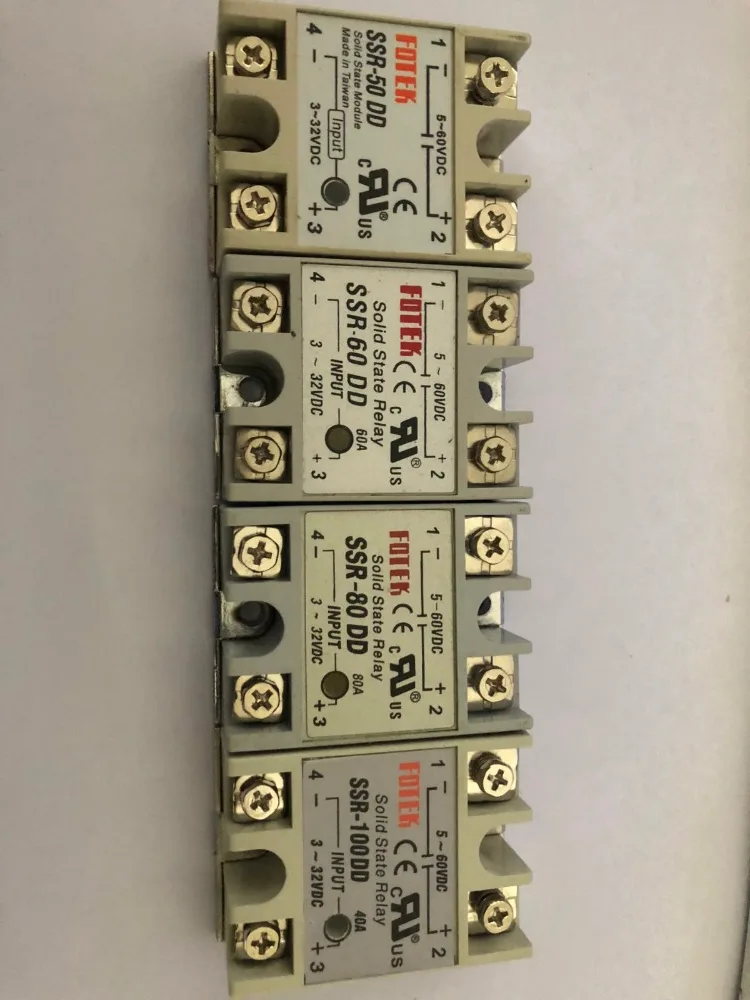 1 − + 2
5~60VDC
FOTEK CE
SSR-50 DD c RU® US
Solid State Module
Made in Taiwan
Input
4 − + 3
3~32VDC
1 − + 2
5 ~ 60VDC
FOTEK CE c RU® US
Solid State Relay
SSR-60 DD 60A
INPUT
4 − + 3
3 ~ 32VDC
1 − + 2
5~60VDC
FOTEK CE c RU® US
Solid State Relay
SSR-80 DD 80A
INPUT
4 − + 3
3 ~ 32VDC
1 − + 2
5~60VDC
FOTEK CE c RU® US
Solid State Relay
SSR-100DD 40A
INPUT
4 − + 3
3~32VDC